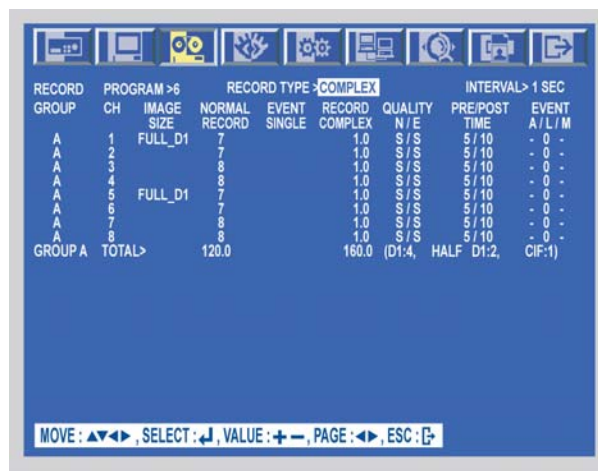 RECORD PROGRAM >6 RECORD TYPE >COMPLEX INTERVAL> 1 SEC
GROUP CH IMAGE NORMAL EVENT RECORD QUALITY PRE/POST EVENT
SIZE RECORD SINGLE COMPLEX N / E TIME A / L / M
A 1 FULL_D1 7 1.0 S / S 5 / 10 - 0 -
A 2 7 1.0 S / S 5 / 10 - 0 -
A 3 8 1.0 S / S 5 / 10 - 0 -
A 4 8 1.0 S / S 5 / 10 - 0 -
A 5 FULL_D1 7 1.0 S / S 5 / 10 - 0 -
A 6 7 1.0 S / S 5 / 10 - 0 -
A 7 8 1.0 S / S 5 / 10 - 0 -
A 8 8 1.0 S / S 5 / 10 - 0 -
GROUP A TOTAL> 120.0 160.0 (D1:4, HALF D1:2, CIF:1)
MOVE : ▲▼◀▶ , SELECT : ↲ , VALUE : + − , PAGE : ◀▶ , ESC :